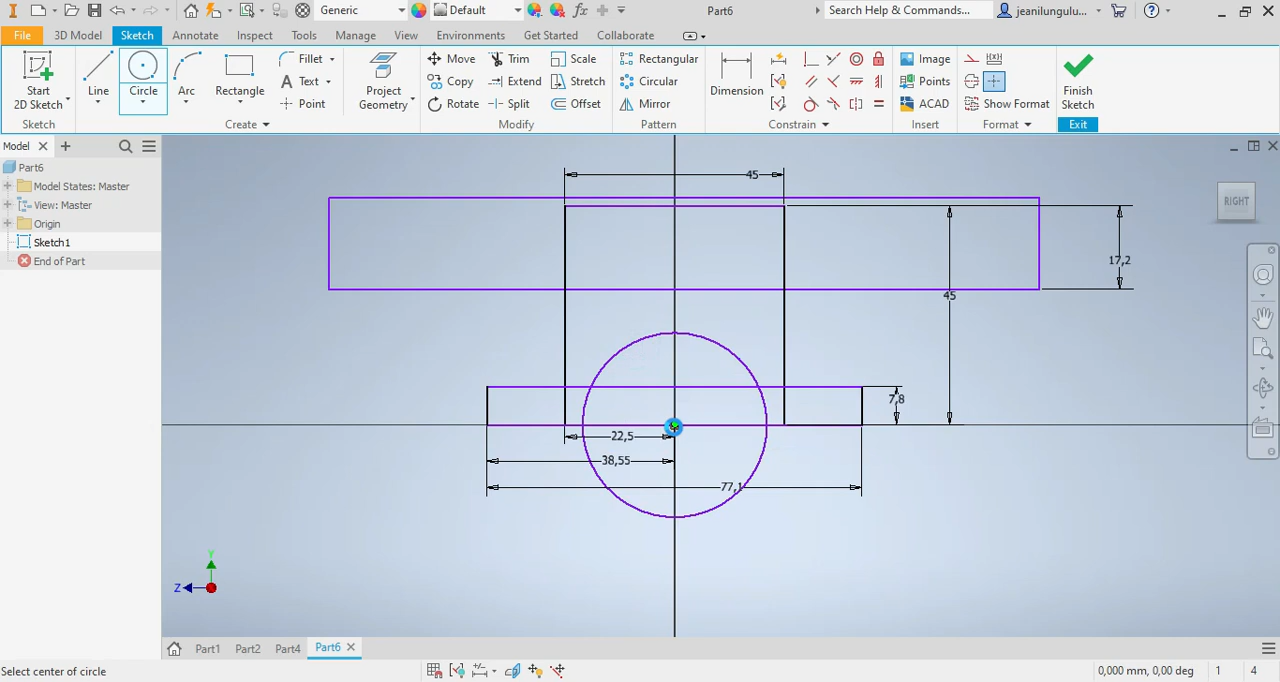 Generic Default Part6 Search Help & Commands... jeanilungulu...
File 3D Model Sketch Annotate Inspect Tools Manage View Environments Get Started Collaborate
Start 2D Sketch Line Circle Arc Rectangle Fillet Text Point Project Geometry
Move Trim Scale
Copy Extend Stretch
Rotate Split Offset
Rectangular
Circular
Mirror
Dimension
Image
Points
ACAD
Show Format
Finish Sketch
Sketch Create Modify Pattern Constrain Insert Format Exit
Model
Part6
Model States: Master
View: Master
Origin
Sketch1
End of Part
RIGHT
45
17,2
45
7,8
22,5
38,55
77,1
Y
Z
Part1 Part2 Part4 Part6
Select center of circle 0,000 mm, 0,00 deg 1 4